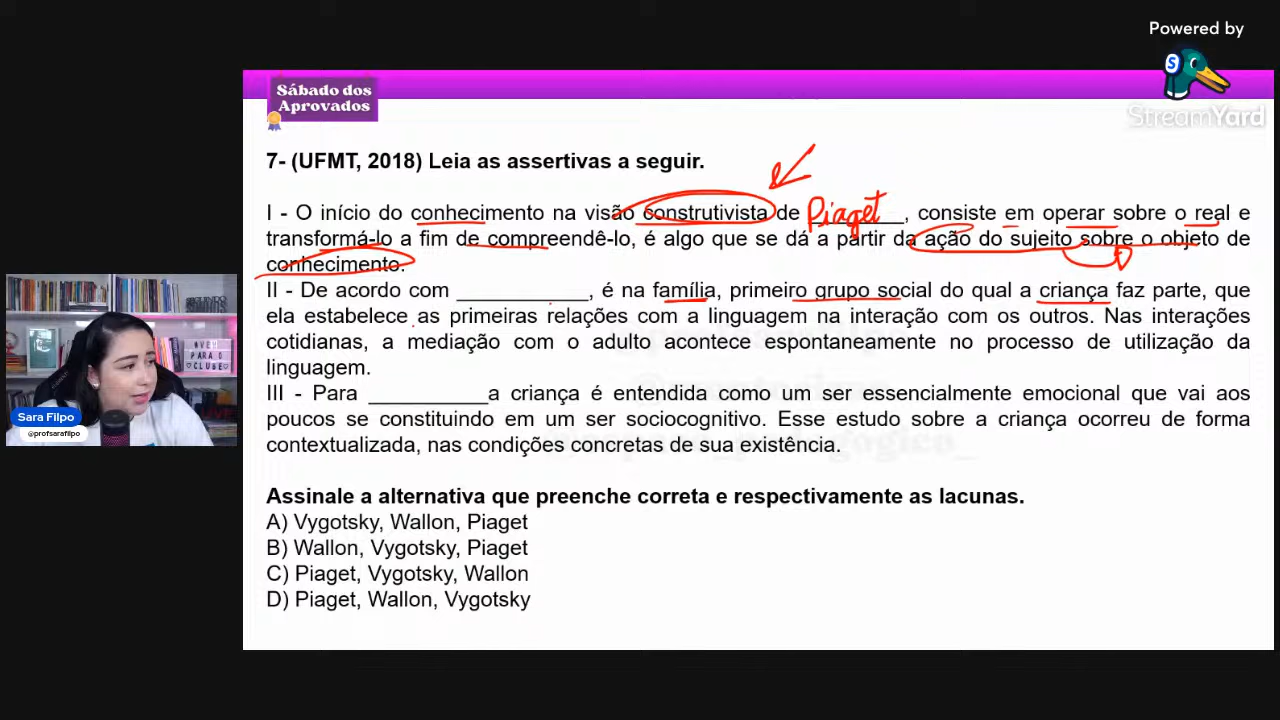 Powered by
StreamYard
Sábado dos
Aprovados
7- (UFMT, 2018) Leia as assertivas a seguir.
I - O início do conhecimento na visão construtivista de Piaget, consiste em operar sobre o real e
transformá-lo a fim de compreendê-lo, é algo que se dá a partir da ação do sujeito sobre o objeto de
conhecimento.
II - De acordo com ____________, é na família, primeiro grupo social do qual a criança faz parte, que
ela estabelece as primeiras relações com a linguagem na interação com os outros. Nas interações
cotidianas, a mediação com o adulto acontece espontaneamente no processo de utilização da
linguagem.
III - Para ___________a criança é entendida como um ser essencialmente emocional que vai aos
poucos se constituindo em um ser sociocognitivo. Esse estudo sobre a criança ocorreu de forma
contextualizada, nas condições concretas de sua existência.
Assinale a alternativa que preenche correta e respectivamente as lacunas.
A) Vygotsky, Wallon, Piaget
B) Wallon, Vygotsky, Piaget
C) Piaget, Vygotsky, Wallon
D) Piaget, Wallon, Vygotsky
VEM
PARA O
CLUBE
Sara Filpo
@profsarafilpo